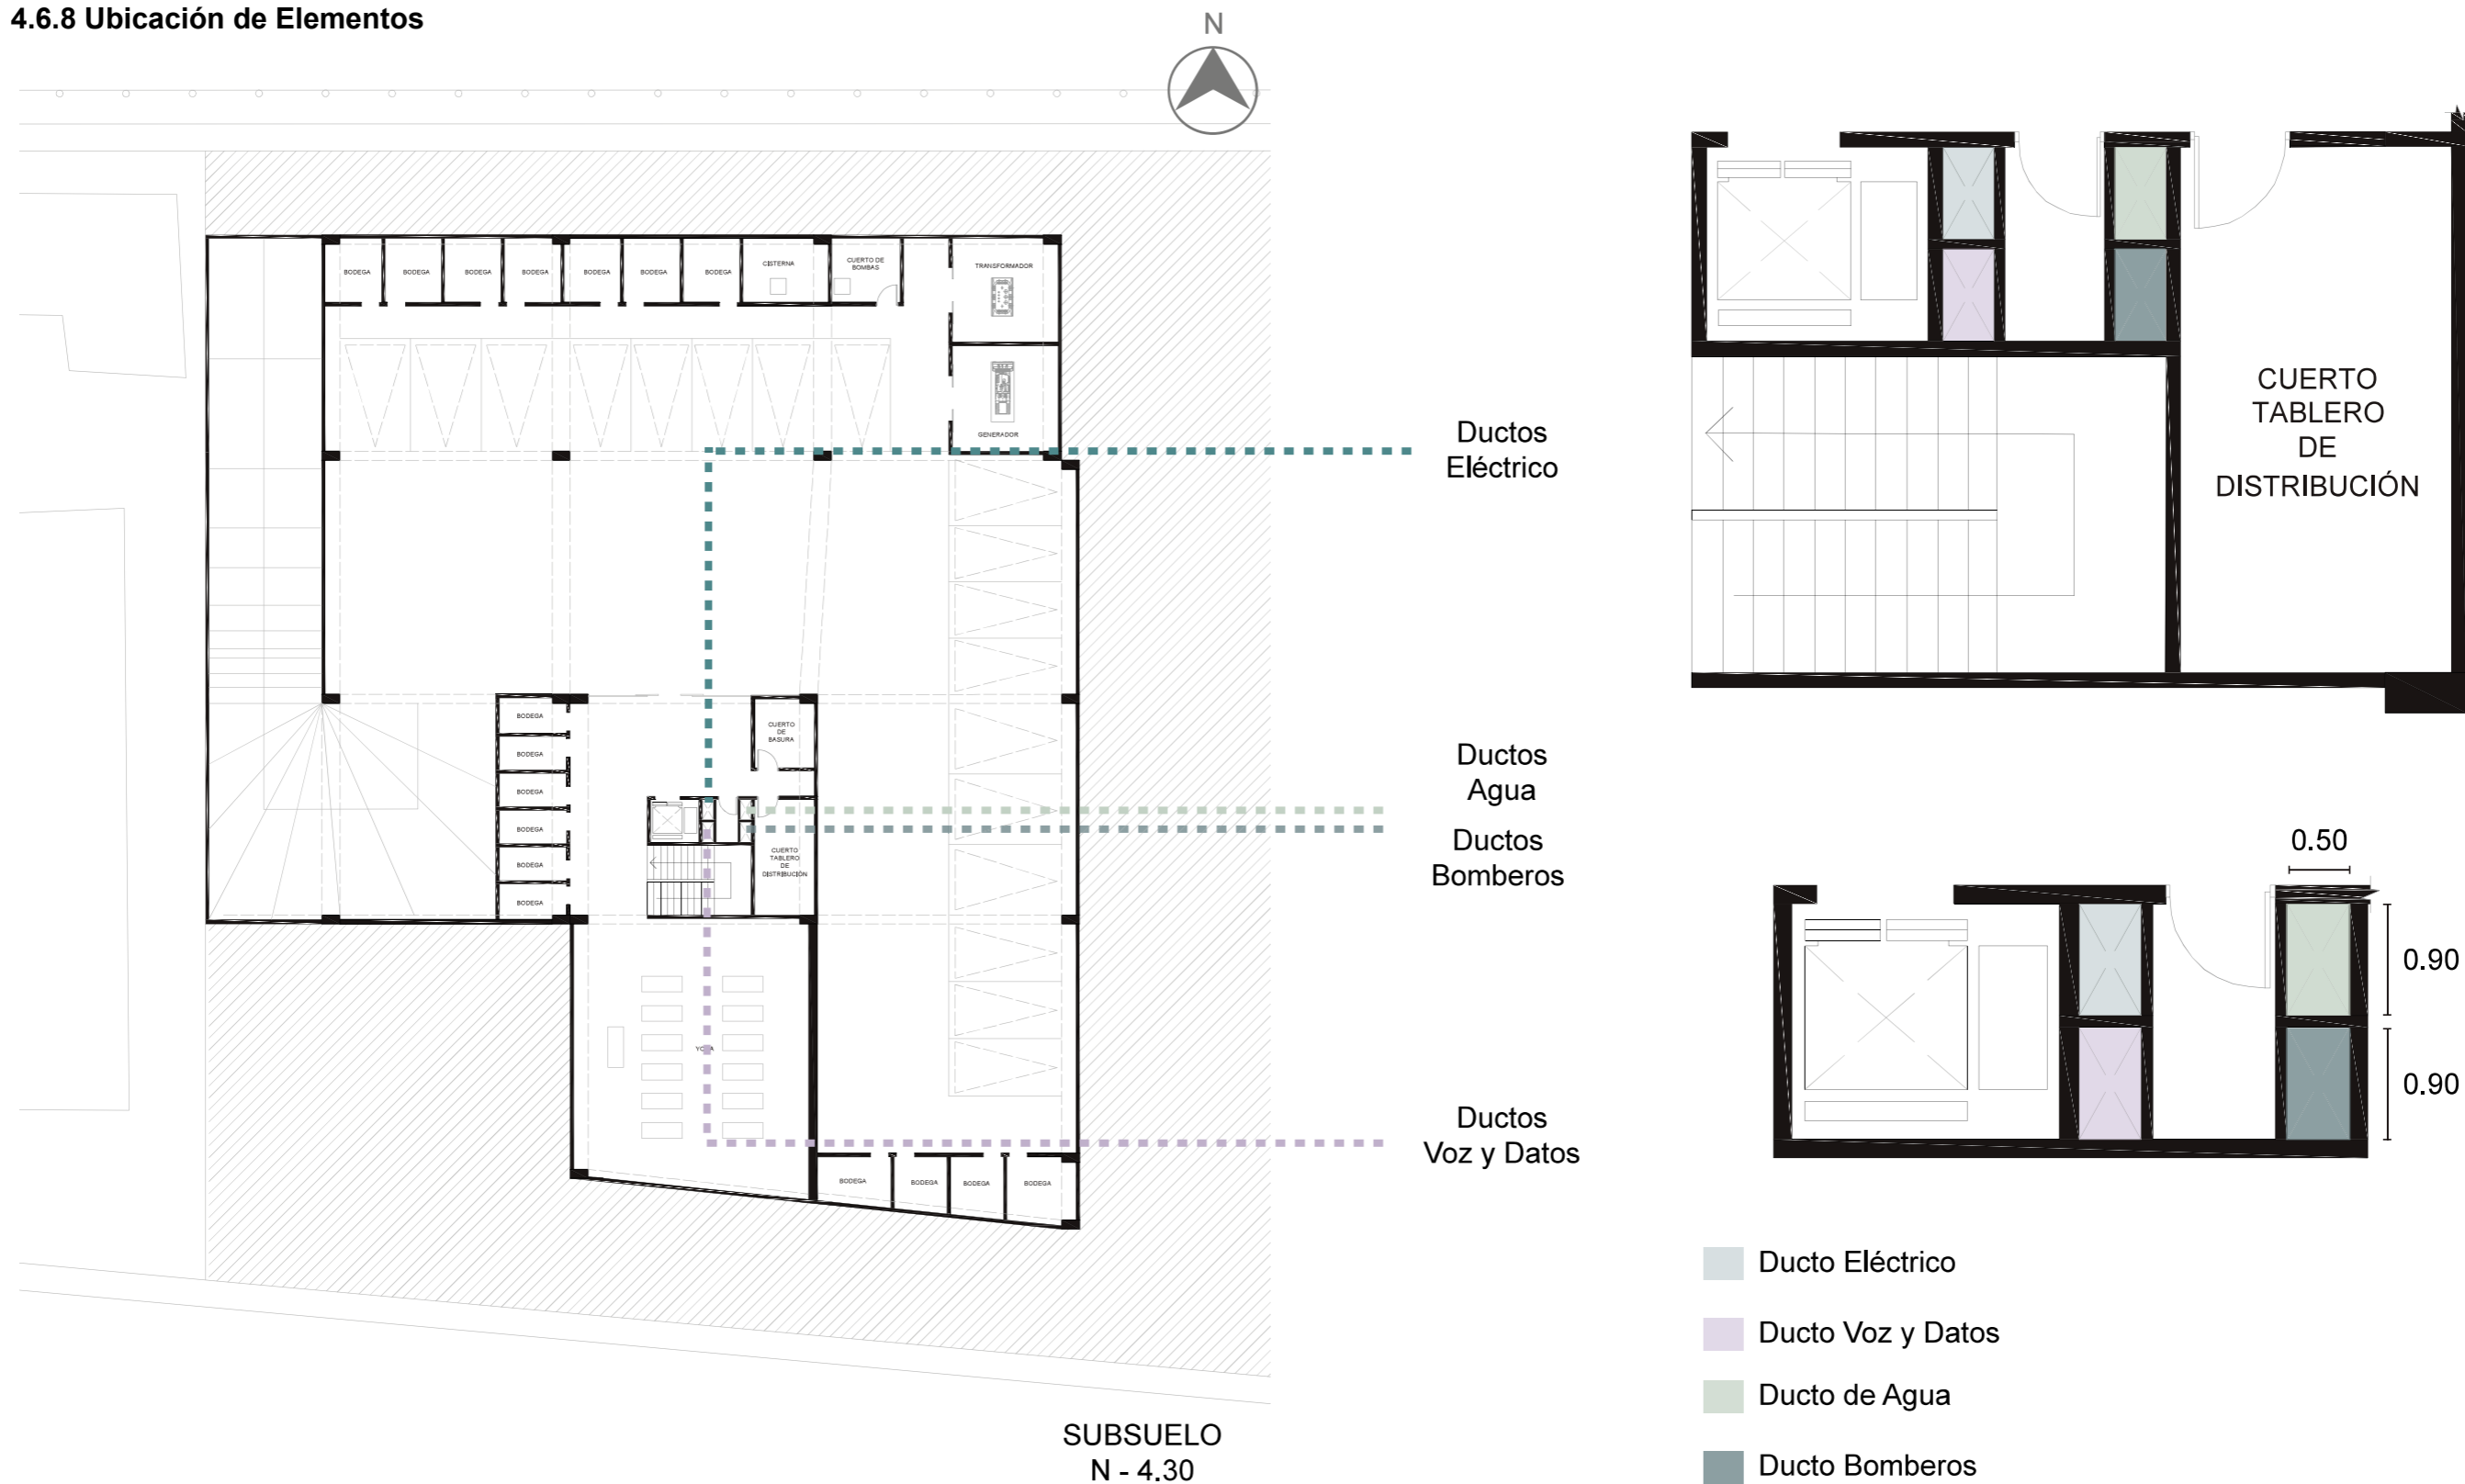 4.6.8 Ubicación de Elementos
N
BODEGA
BODEGA
BODEGA
BODEGA
BODEGA
BODEGA
BODEGA
CISTERNA
CUERTO DE
BOMBAS
TRANSFORMADOR
GENERADOR
Ductos
Eléctrico
BODEGA
BODEGA
BODEGA
BODEGA
BODEGA
BODEGA
CUERTO
DE
BASURA
CUERTO
TABLERO
DE
DISTRIBUCIÓN
Ductos
Agua
Ductos
Bomberos
Ductos
Voz y Datos
BODEGA
BODEGA
BODEGA
BODEGA
SUBSUELO
N - 4.30
CUERTO
TABLERO
DE
DISTRIBUCIÓN
0.50
0.90
0.90
Ducto Eléctrico
Ducto Voz y Datos
Ducto de Agua
Ducto Bomberos